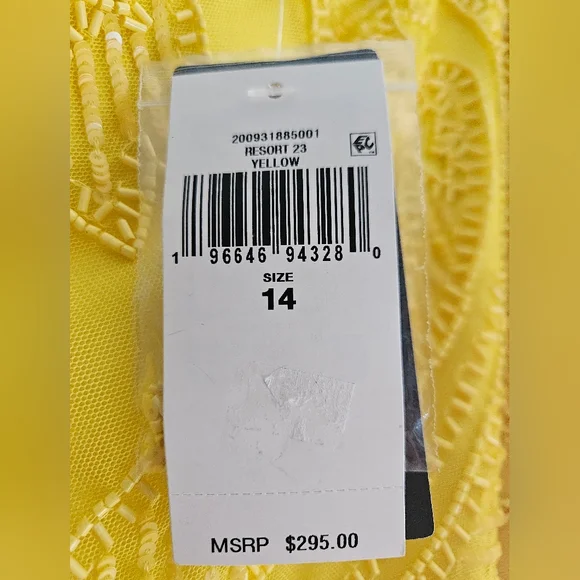 200931885001
RESORT 23
YELLOW
1 96646 94328 0
SIZE
14
MSRP $295.00